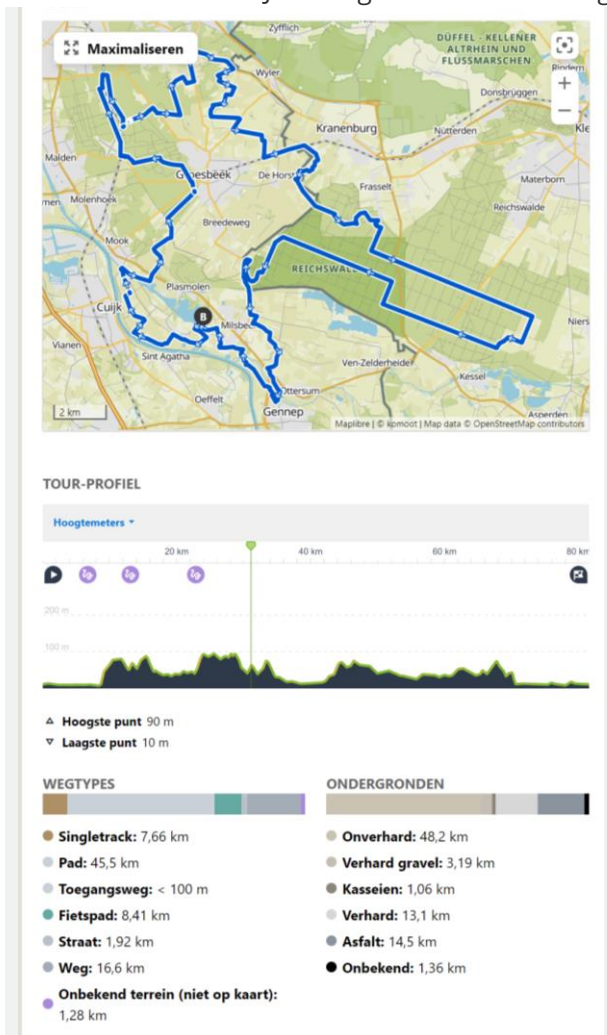 Zyfflich
Maximaliseren
DÜFFEL - KELLENER
ALTRHEIN UND
FLUSSMARSCHEN
Wyler
Rindern
Donsbrüggen
Kranenburg
Nütterden
Kle
Malden
Groesbeek
De Horst
Materborn
Frasselt
Molenhoek
Reichswalde
Breedeweg
Mook
REICHSWALD
Plasmolen
Cuijk
B
Milsbeek
Niers
Vianen
Sint Agatha
Ven-Zelderheide
Kessel
Oeffelt
Ottersum
Gennep
Asperden
2 km
Maplibre | © komoot | Map data © OpenStreetMap contributors
TOUR-PROFIEL
Hoogtemeters
20 km 40 km 60 km 80 km
200 m
100 m
Hoogste punt 90 m
Laagste punt 10 m
WEGTYPES
Singletrack: 7,66 km
Pad: 45,5 km
Toegangsweg: < 100 m
Fietspad: 8,41 km
Straat: 1,92 km
Weg: 16,6 km
Onbekend terrein (niet op kaart):
1,28 km
ONDERGRONDEN
Onverhard: 48,2 km
Verhard gravel: 3,19 km
Kasseien: 1,06 km
Verhard: 13,1 km
Asfalt: 14,5 km
Onbekend: 1,36 km